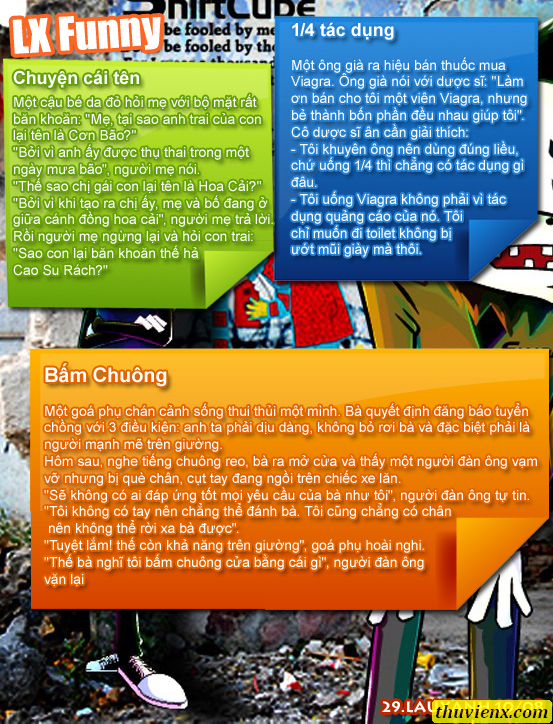 ShirtCube
LX Funny
be fooled by me
be fooled by the
Chuyện cái tên
Một cậu bé da đỏ hỏi mẹ với bộ mặt rất
băn khoăn: "Mẹ, tại sao anh trai của con
lại tên là Cơn Bão?"
"Bởi vì anh ấy được thụ thai trong một
ngày mưa bão", người mẹ nói.
"Thế sao chị gái con lại tên là Hoa Cải?"
"Bởi vì khi tạo ra chị ấy, mẹ và bố đang ở
giữa cánh đồng hoa cải", người mẹ trả lời.
Rồi người mẹ ngừng lại và hỏi con trai:
"Sao con lại băn khoăn thế hả
Cao Su Rách?"
1/4 tác dụng
Một ông già ra hiệu bán thuốc mua
Viagra. Ông già nói với dược sĩ: "Làm
ơn bán cho tôi một viên Viagra, nhưng
bẻ thành bốn phần đều nhau giúp tôi".
Cô dược sĩ ân cần giải thích:
- Tôi khuyên ông nên dùng đúng liều,
chứ uống 1/4 thì chẳng có tác dụng gì
đâu.
- Tôi uống Viagra không phải vì tác
dụng quảng cáo của nó. Tôi
chỉ muốn đi toilet không bị
ướt mũi giày mà thôi.
Bấm Chuông
Một goá phụ chán cảnh sống thui thủi một mình. Bà quyết định đăng báo tuyển
chồng với 3 điều kiện: anh ta phải dịu dàng, không bỏ rơi bà và đặc biệt phải là
người mạnh mẽ trên giường.
Hôm sau, nghe tiếng chuông reo, bà ra mở cửa và thấy một người đàn ông vạm
vỡ nhưng bị què chân, cụt tay đang ngồi trên chiếc xe lăn.
"Sẽ không có ai đáp ứng tốt mọi yêu cầu của bà như tôi", người đàn ông tự tin.
"Tôi không có tay nên chẳng thể đánh bà. Tôi cũng chẳng có chân
nên không thể rời xa bà được".
"Tuyệt lắm! thế còn khả năng trên giường", goá phụ hoài nghi.
"Thế bà nghĩ tôi bấm chuông cửa bằng cái gì", người đàn ông
vặn lại
29.LAU XANH 10/08
thuvienx.com